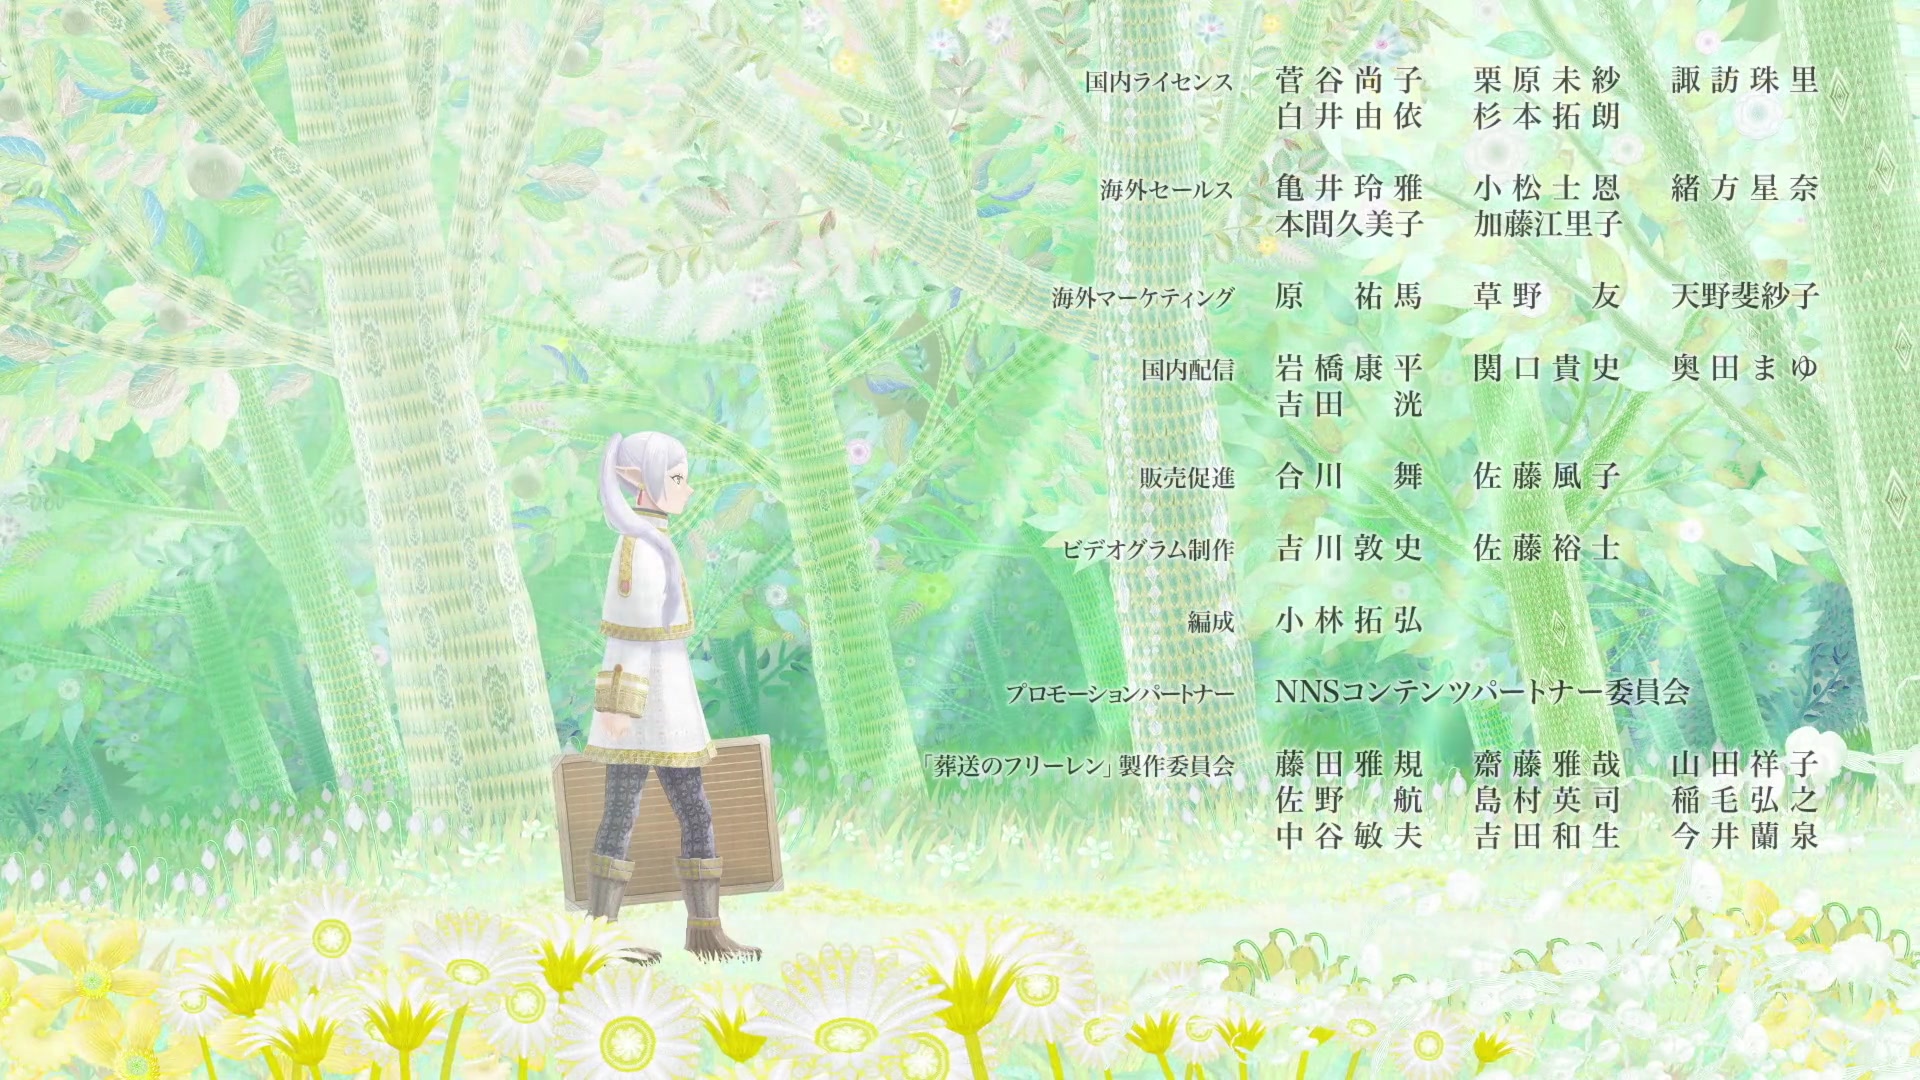 国内ライセンス 菅谷尚子 栗原未紗 諏訪珠里
白井由依 杉本拓朗
海外セールス 亀井玲雅 小松士恩 緒方星奈
本間久美子 加藤江里子
海外マーケティング 原 祐馬 草野 友 天野斐紗子
国内配信 岩橋康平 関口貴史 奥田まゆ
吉田 洸
販売促進 合川 舞 佐藤風子
ビデオグラム制作 吉川敦史 佐藤裕士
編成 小林拓弘
プロモーションパートナー NNSコンテンツパートナー委員会
「葬送のフリーレン」製作委員会 藤田雅規 齋藤雅哉 山田祥子
佐野 航 島村英司 稲毛弘之
中谷敏夫 吉田和生 今井蘭泉